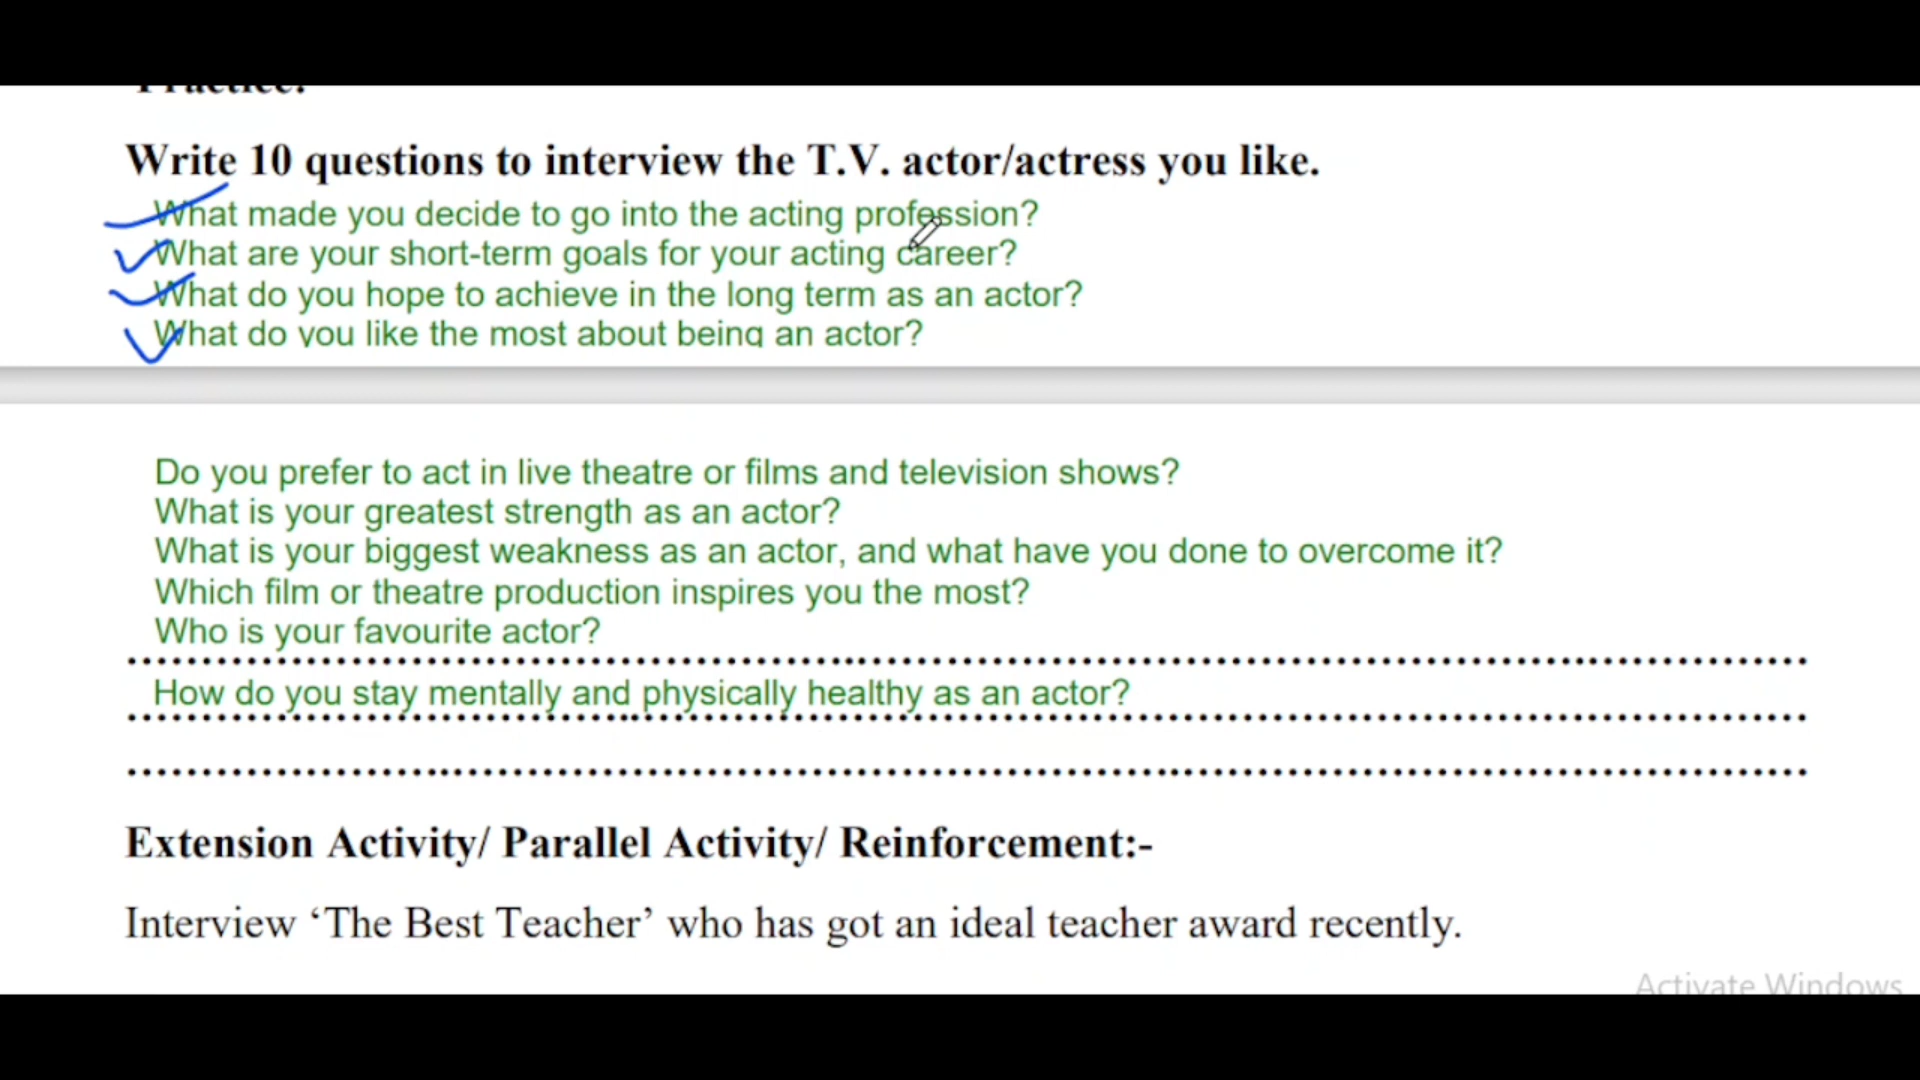 Practice:
Write 10 questions to interview the T.V. actor/actress you like.
What made you decide to go into the acting profession?
What are your short-term goals for your acting career?
What do you hope to achieve in the long term as an actor?
What do you like the most about being an actor?
Do you prefer to act in live theatre or films and television shows?
What is your greatest strength as an actor?
What is your biggest weakness as an actor, and what have you done to overcome it?
Which film or theatre production inspires you the most?
Who is your favourite actor?
How do you stay mentally and physically healthy as an actor?
Extension Activity/ Parallel Activity/ Reinforcement:-
Interview ‘The Best Teacher’ who has got an ideal teacher award recently.
Activate Windows